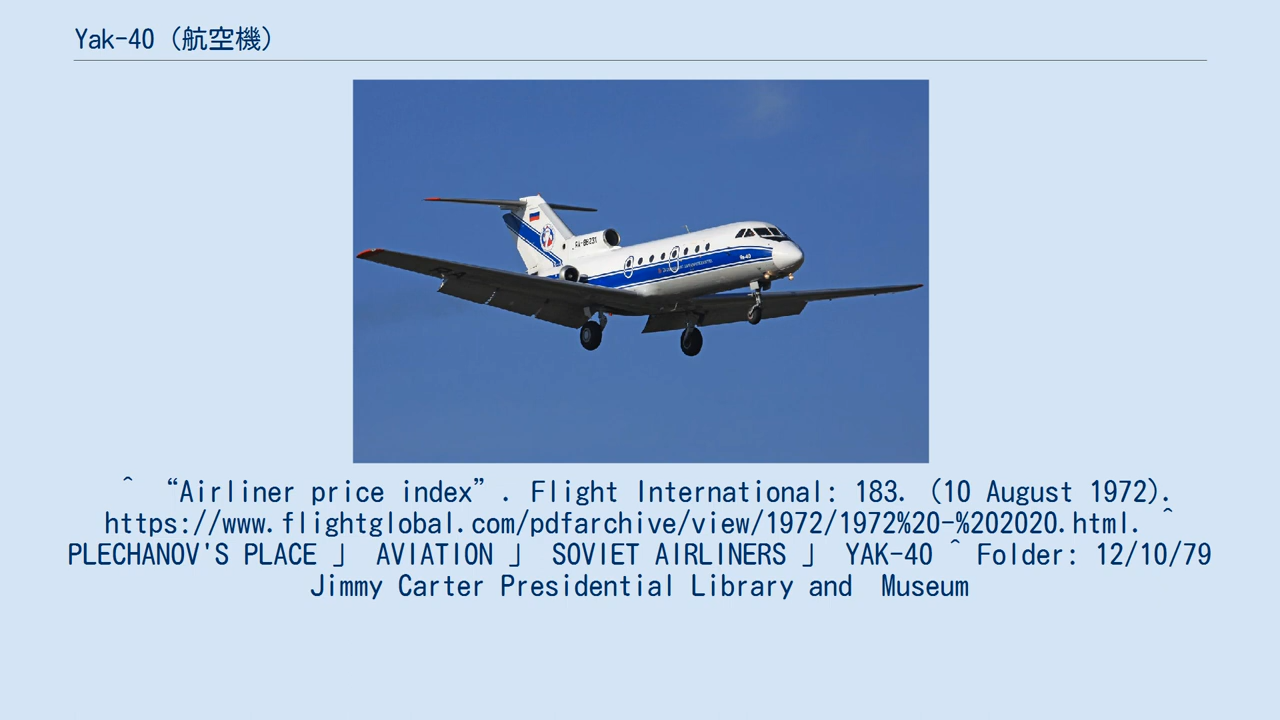 Yak-40 (航空機)
Yak-40
^ “Airliner price index”. Flight International: 183. (10 August 1972).
https://www.flightglobal.com/pdfarchive/view/1972/1972%20-%202020.html. ^
PLECHANOV'S PLACE 」 AVIATION 」 SOVIET AIRLINERS 」 YAK-40 ^ Folder: 12/10/79
Jimmy Carter Presidential Library and Museum